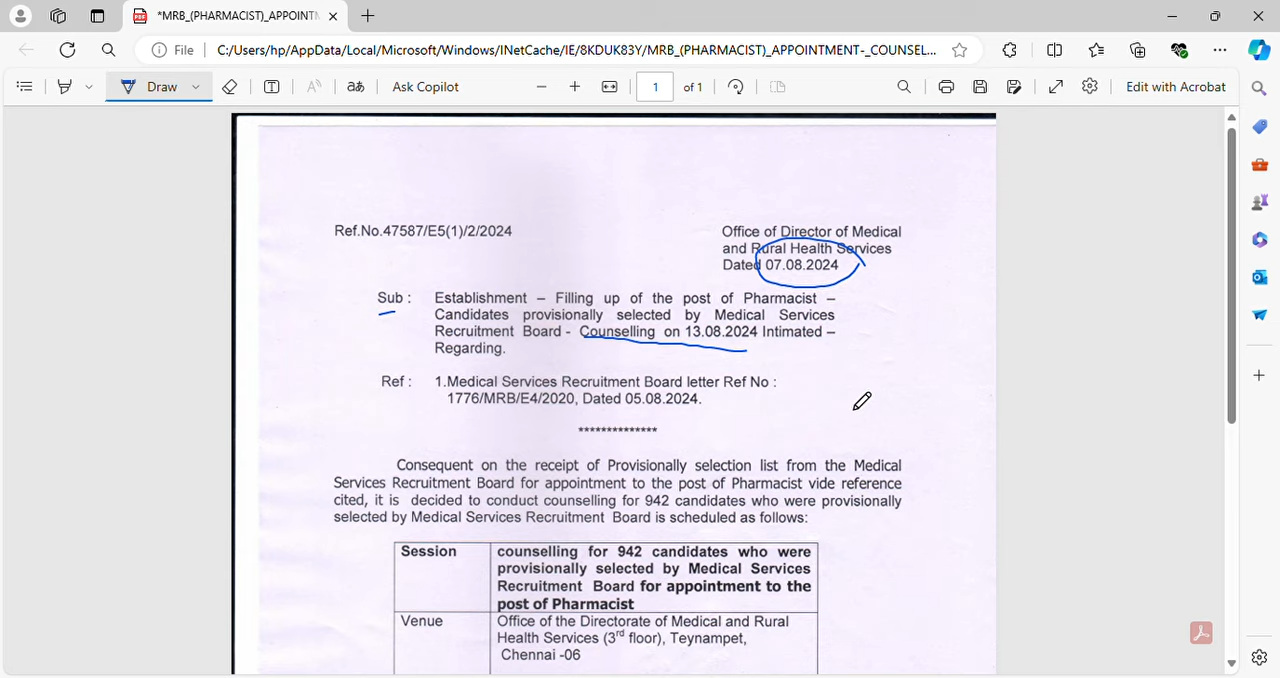 *MRB_(PHARMACIST)_APPOINTM
File
C:/Users/hp/AppData/Local/Microsoft/Windows/INetCache/IE/8KDUK83Y/MRB_(PHARMACIST)_APPOINTMENT-_COUNSEL...
Draw
aあ
Ask Copilot
1
of 1
Edit with Acrobat
Ref.No.47587/E5(1)/2/2024
Office of Director of Medical
and Rural Health Services
Dated 07.08.2024
Sub :
Establishment – Filling up of the post of Pharmacist –
Candidates provisionally selected by Medical Services
Recruitment Board - Counselling on 13.08.2024 Intimated –
Regarding.
Ref :
1.Medical Services Recruitment Board letter Ref No :
1776/MRB/E4/2020, Dated 05.08.2024.
**************
Consequent on the receipt of Provisionally selection list from the Medical
Services Recruitment Board for appointment to the post of Pharmacist vide reference
cited, it is decided to conduct counselling for 942 candidates who were provisionally
selected by Medical Services Recruitment Board is scheduled as follows:
Session
counselling for 942 candidates who were
provisionally selected by Medical Services
Recruitment Board for appointment to the
post of Pharmacist
Venue
Office of the Directorate of Medical and Rural
Health Services (3rd floor), Teynampet,
Chennai -06